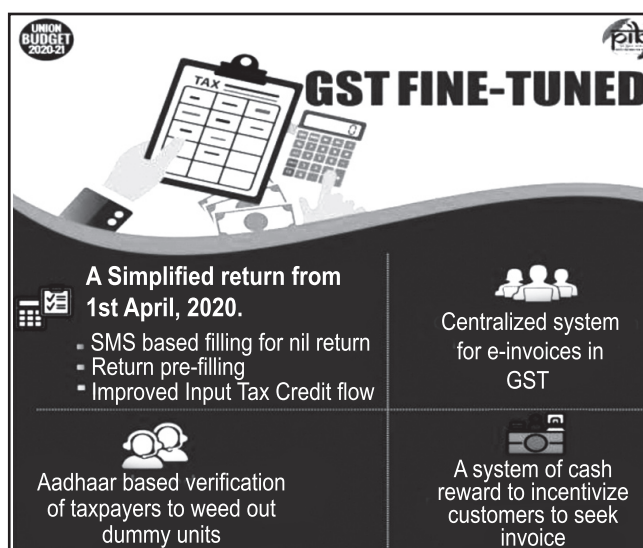 UNION
BUDGET
2020-21
pib
TAX
GST FINE-TUNED
0
A Simplified return from
1st April, 2020.
SMS based filling for nil return
Return pre-filling
Improved Input Tax Credit flow
Centralized system
for e-invoices in
GST
Aadhaar based verification
of taxpayers to weed out
dummy units
A system of cash
reward to incentivize
customers to seek
invoice